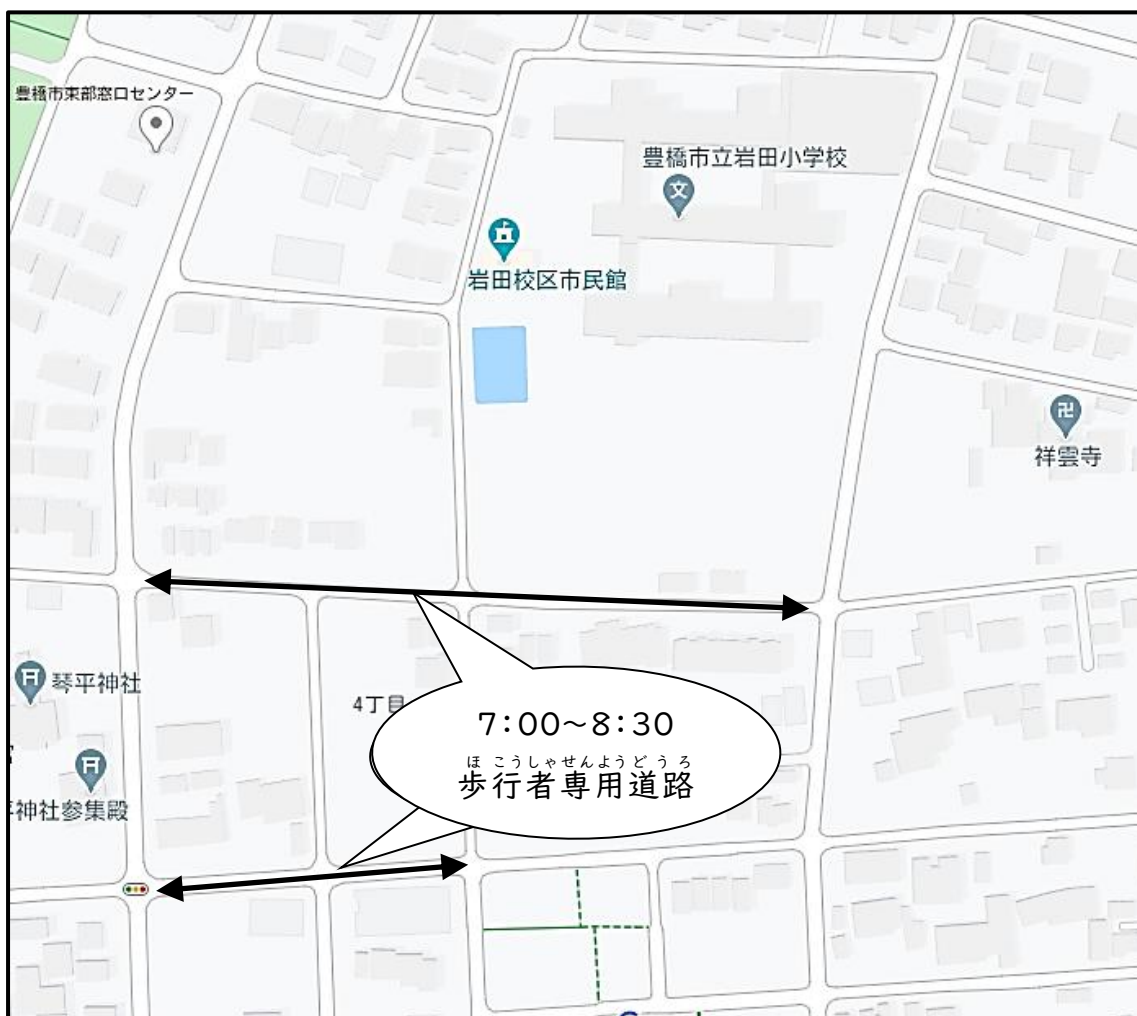 豊橋市東部窓口センター
豊橋市立岩田小学校
文
岩田校区市民館
卍
祥雲寺
琴平神社
4丁目
7:00～8:30
ほこうしゃせんようどうろ
歩行者専用道路
平神社参集殿